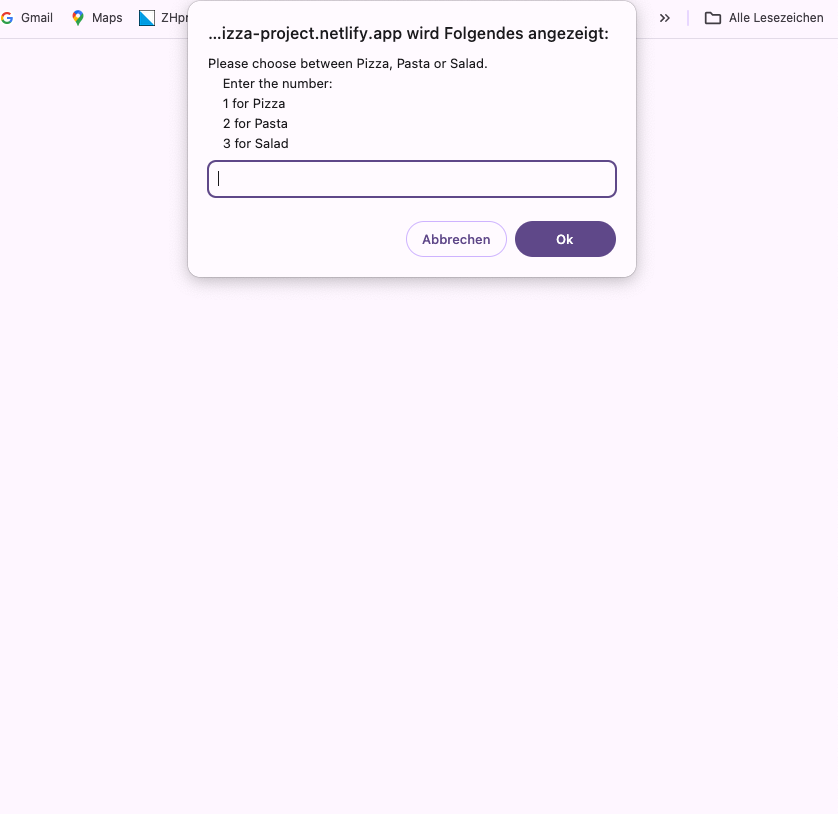 Gmail
Maps
ZHpr
Alle Lesezeichen
...izza-project.netlify.app wird Folgendes angezeigt:
Please choose between Pizza, Pasta or Salad.
Enter the number:
1 for Pizza
2 for Pasta
3 for Salad
Abbrechen
Ok